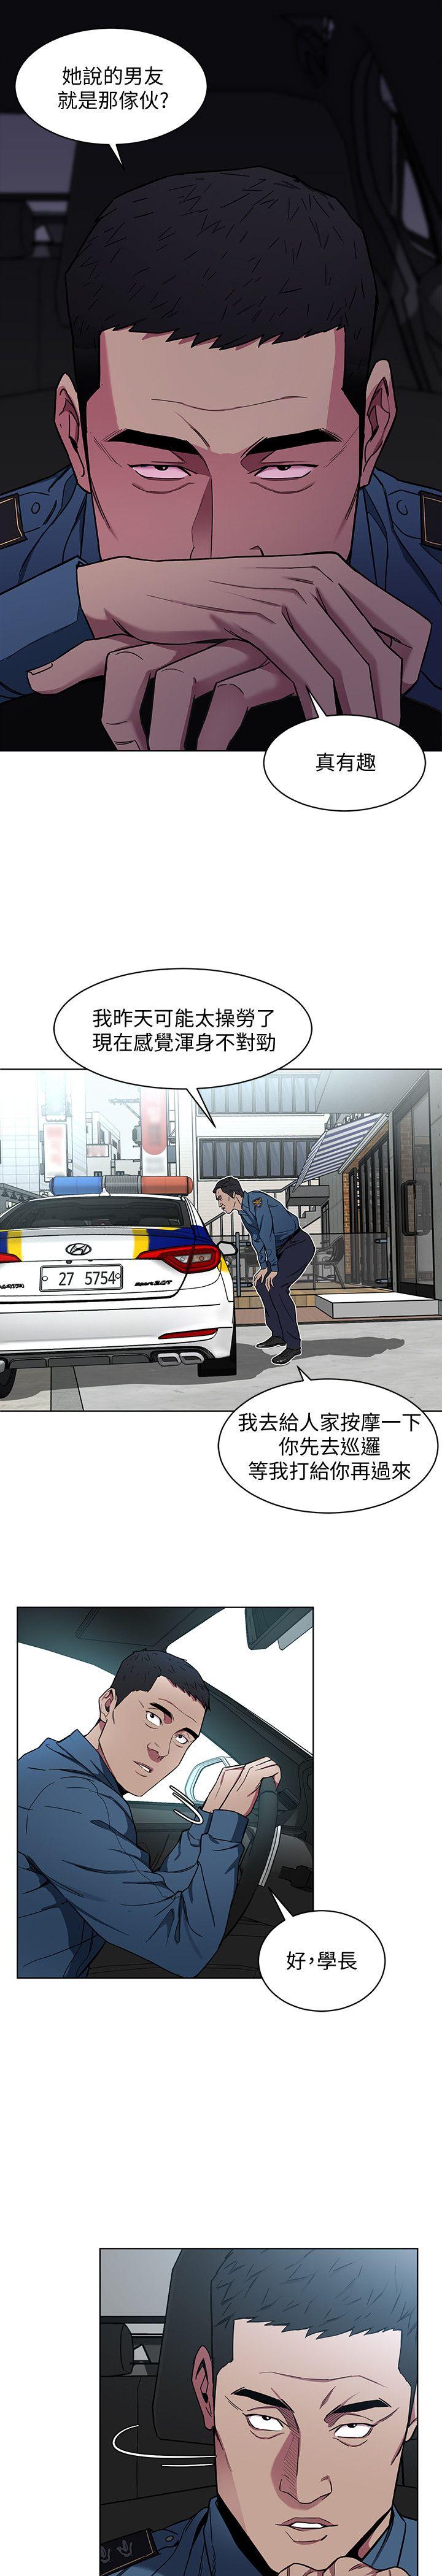 她說的男友
就是那傢伙?
真有趣
我昨天可能太操勞了
現在感覺渾身不對勁
27 5754
我去給人家按摩一下
你先去巡邏
等我打給你再過來
好，學長